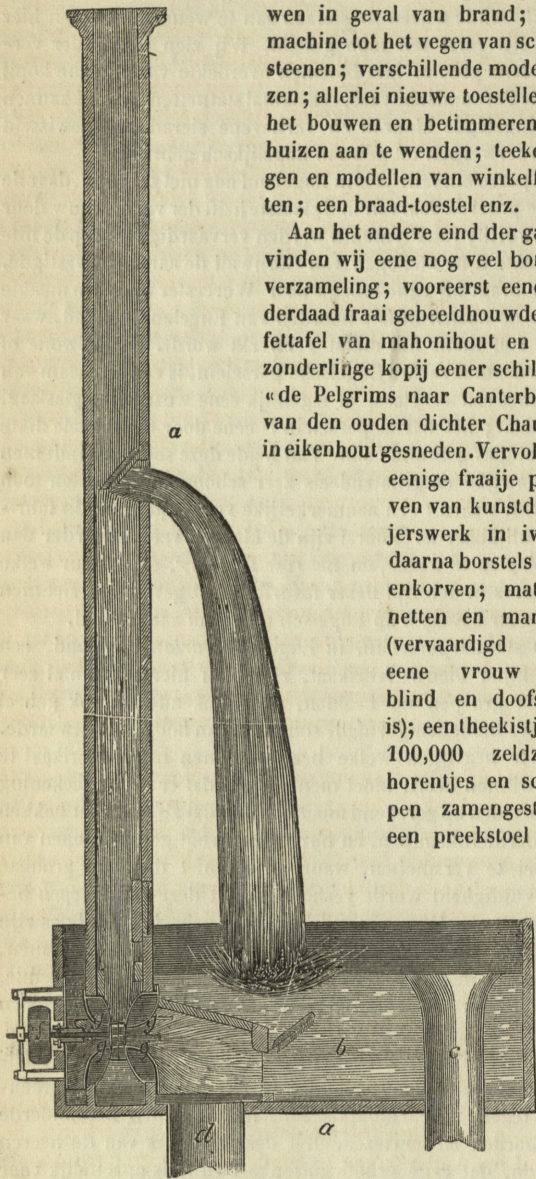 wen in geval van brand;
machine tot het vegen van sc
steenen; verschillende mode
zen; allerlei nieuwe toestelle
het bouwen en betimmeren
huizen aan te wenden; teeke
gen en modellen van winkelf
ten; een braad-toestel enz.
Aan het andere eind der ga
vinden wij eene nog veel bor
verzameling; vooreerst eene
derdaad fraai gebeeldhouwde
fettafel van mahonihout en
zonderlinge kopij eener schil
«de Pelgrims naar Canterb
van den ouden dichter Chau
in eikenhout gesneden. Vervol
eenige fraaije p
ven van kunstd
jerswerk in iv
daarna borstels
enkorven; mat
netten en man
(vervaardigd
eene vrouw
blind en doofs
is); een theekistj
100,000 zeldz
horentjes en sc
pen zamengest
een preekstoel
a
b
c
d
a